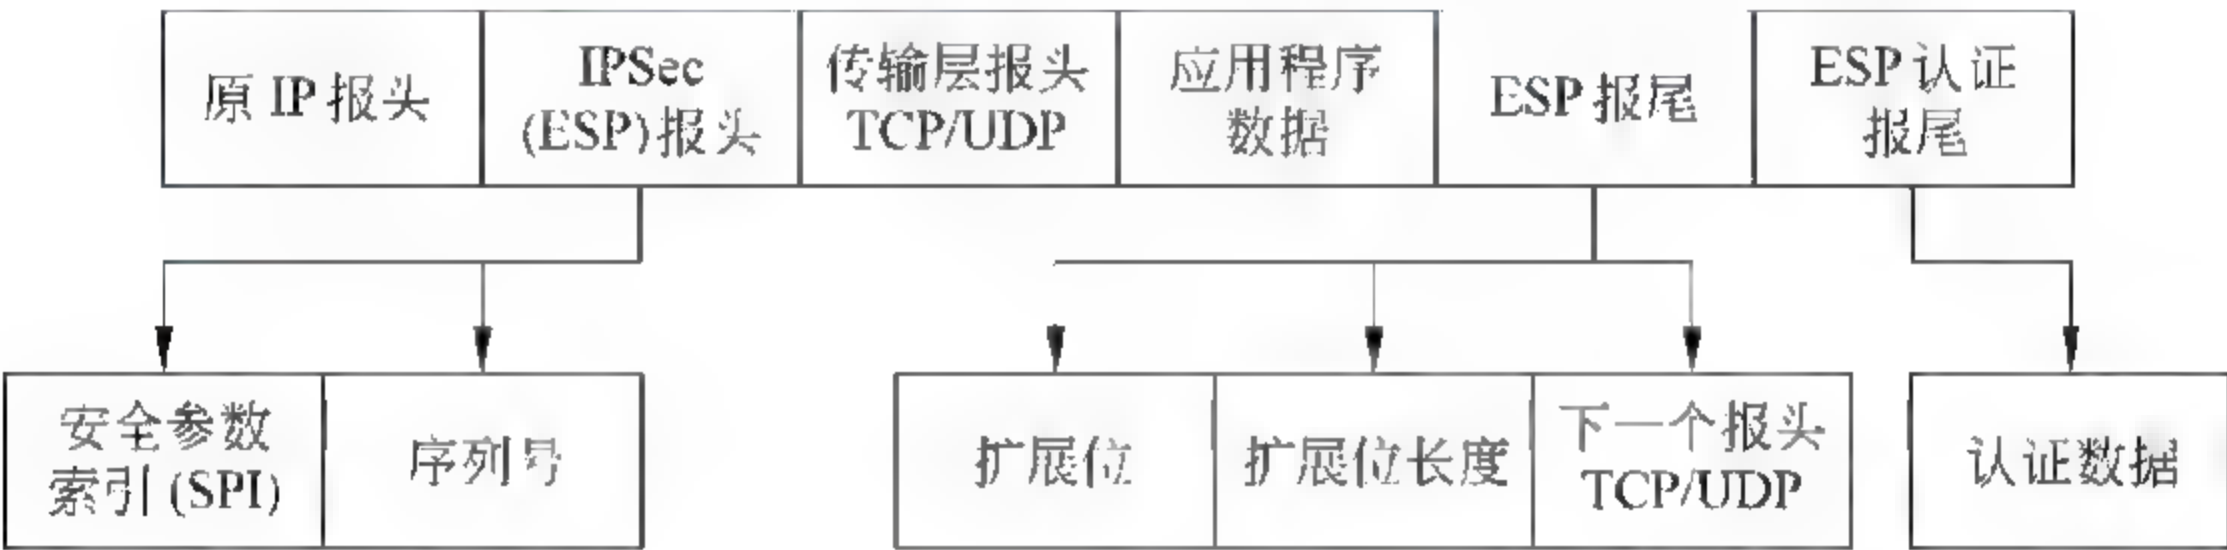 原 IP 报头
IPSec
(ESP)报头
传输层报头
TCP/UDP
应用程序
数据
ESP 报尾
ESP 认证
报尾
安全参数
索引(SPI)
序列号
扩展位
扩展位长度
下一个报头
TCP/UDP
认证数据